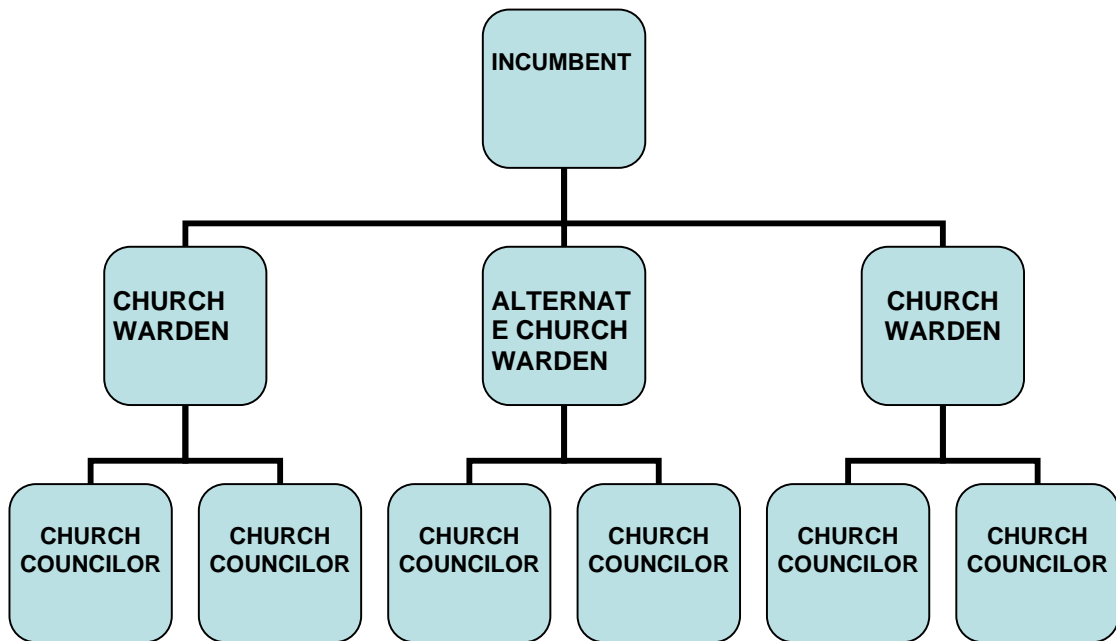 INCUMBENT
CHURCH
WARDEN
ALTERNAT
E CHURCH
WARDEN
CHURCH
WARDEN
CHURCH
COUNCILOR
CHURCH
COUNCILOR
CHURCH
COUNCILOR
CHURCH
COUNCILOR
CHURCH
COUNCILOR
CHURCH
COUNCILOR